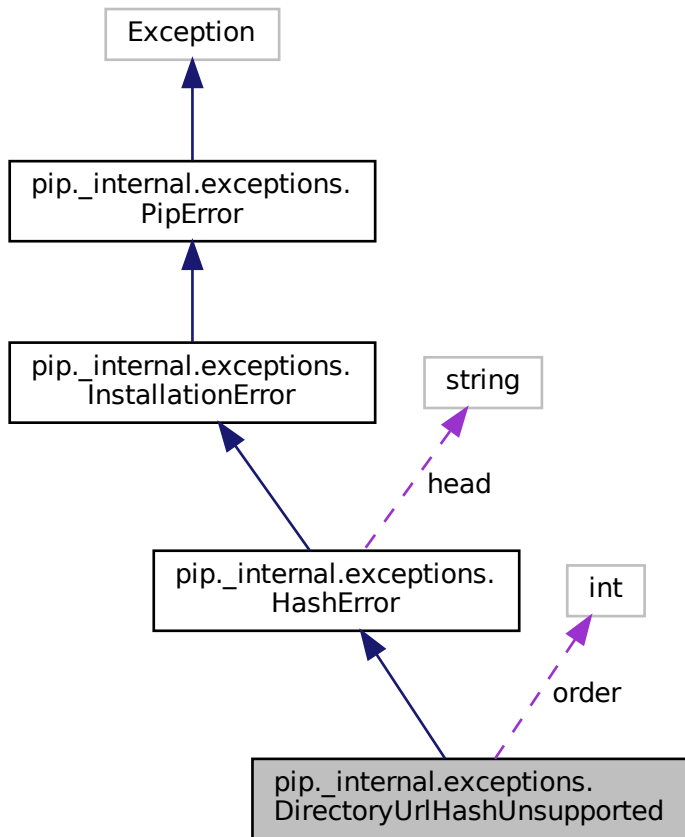 Exception
pip._internal.exceptions.
PipError
pip._internal.exceptions.
InstallationError
string
head
pip._internal.exceptions.
HashError
int
order
pip._internal.exceptions.
DirectoryUrlHashUnsupported